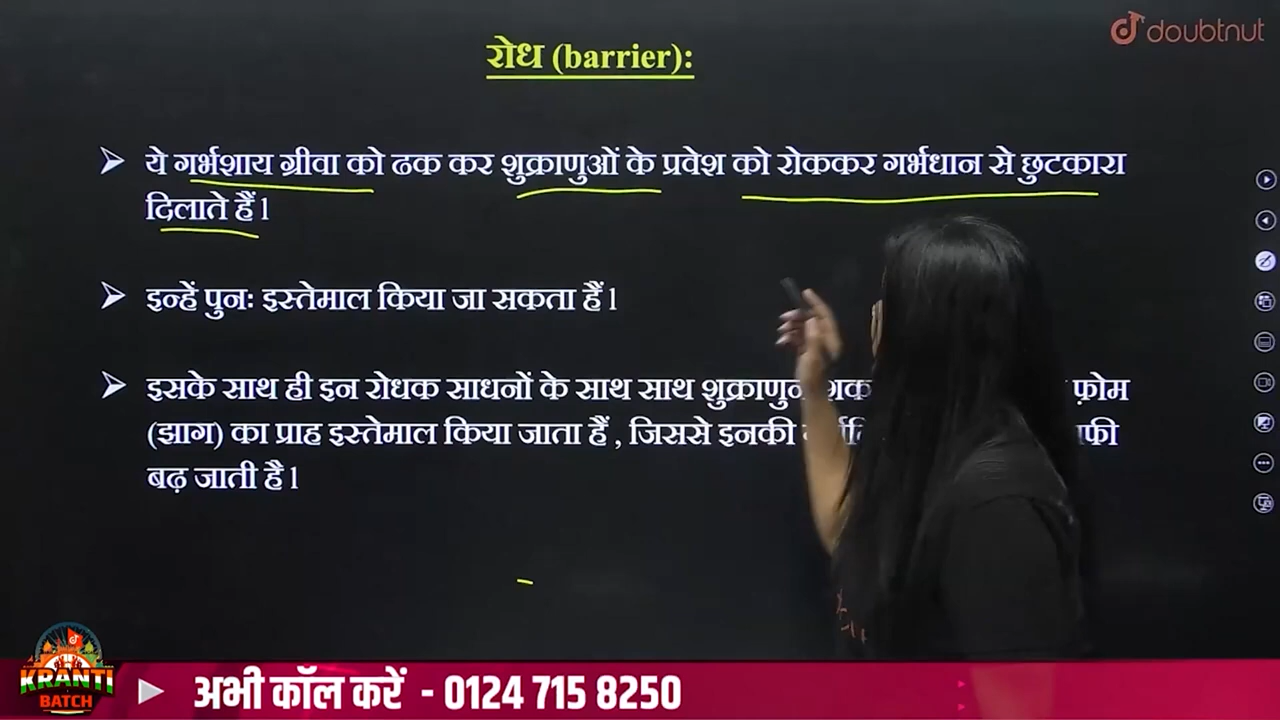 doubtnut
रोध (barrier):
➢ ये गर्भशाय ग्रीवा को ढक कर शुक्राणुओं के प्रवेश को रोककर गर्भधान से छुटकारा
दिलाते हैं l
➢ इन्हें पुनः इस्तेमाल किया जा सकता हैं l
➢ इसके साथ ही इन रोधक साधनों के साथ साथ फ़ोम
(झाग) का प्राह इस्तेमाल किया जाता हैं , जिससे इनकी
बढ़ जाती है l
KRANTI
BATCH
अभी कॉल करें - 0124 715 8250